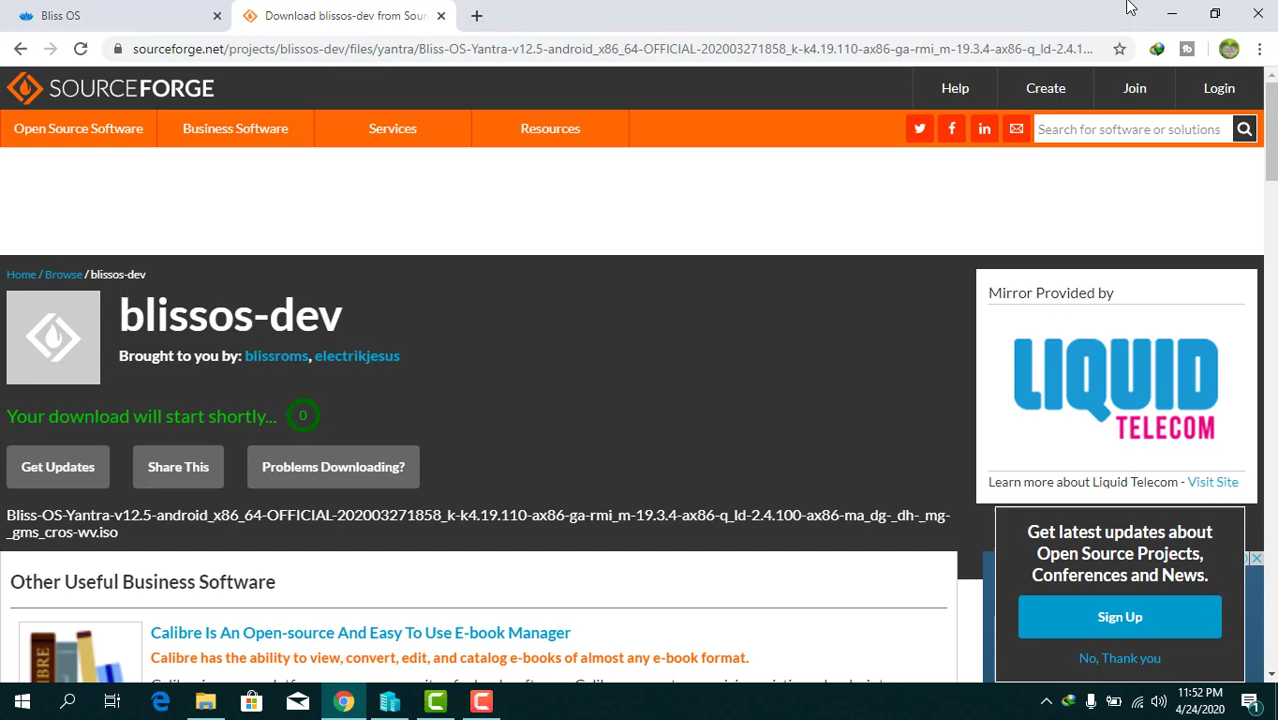 Bliss OS
Download blissos-dev from Sour
sourceforge.net/projects/blissos-dev/files/yantra/Bliss-OS-Yantra-v12.5-android_x86_64-OFFICIAL-202003271858_k-k4.19.110-ax86-ga-rmi_m-19.3.4-ax86-q_ld-2.4.1...
SOURCEFORGE
Help
Create
Join
Login
Open Source Software
Business Software
Services
Resources
Search for software or solutions
Home / Browse / blissos-dev
blissos-dev
Brought to you by: blissroms, electrikjesus
Your download will start shortly... 0
Get Updates
Share This
Problems Downloading?
Bliss-OS-Yantra-v12.5-android_x86_64-OFFICIAL-202003271858_k-k4.19.110-ax86-ga-rmi_m-19.3.4-ax86-q_ld-2.4.100-ax86-ma_dg-_dh-_mg-
_gms_cros-wv.iso
Mirror Provided by
LIQUID
TELECOM
Learn more about Liquid Telecom - Visit Site
Get latest updates about
Open Source Projects,
Conferences and News.
Sign Up
No, Thank you
Other Useful Business Software
Calibre Is An Open-source And Easy To Use E-book Manager
Calibre has the ability to view, convert, edit, and catalog e-books of almost any e-book format.
11:52 PM
4/24/2020